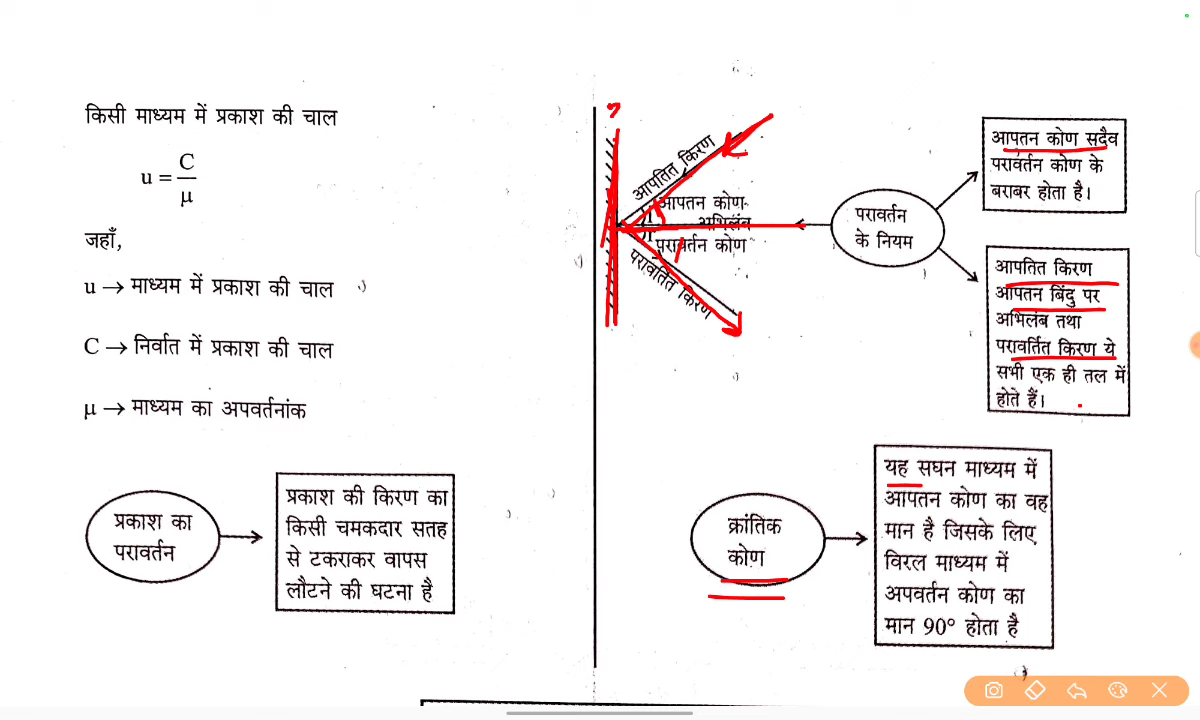 किसी माध्यम में प्रकाश की चाल
u = C
μ
जहाँ,
u → माध्यम में प्रकाश की चाल
C → निर्वात में प्रकाश की चाल
μ → माध्यम का अपवर्तनांक
प्रकाश का
परावर्तन
प्रकाश की किरण का
किसी चमकदार सतह
से टकराकर वापस
लौटने की घटना है
आपतित किरण
आपतन कोण
अभिलंब
परावर्तन कोण
परावर्तित किरण
परावर्तन
के नियम
आपतन कोण सदैव
परावर्तन कोण के
बराबर होता है।
आपतित किरण
आपतन बिंदु पर
अभिलंब तथा
परावर्तित किरण ये
सभी एक ही तल में
होते हैं।
क्रांतिक
कोण
यह सघन माध्यम में
आपतन कोण का वह
मान है जिसके लिए
विरल माध्यम में
अपवर्तन कोण का
मान 90° होता है